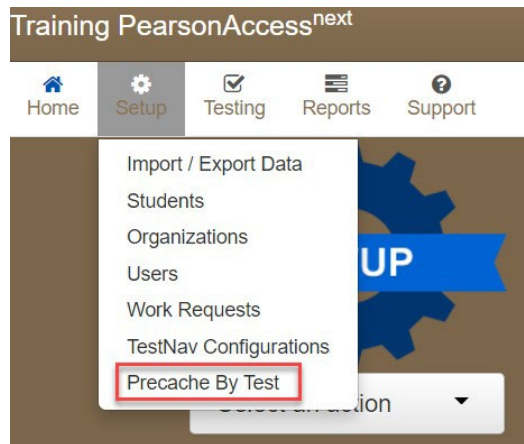 Training PearsonAccessnext
Home Setup Testing Reports Support
Import / Export Data
Students
Organizations
Users
Work Requests
TestNav Configurations
Precache By Test
UP
Select an action